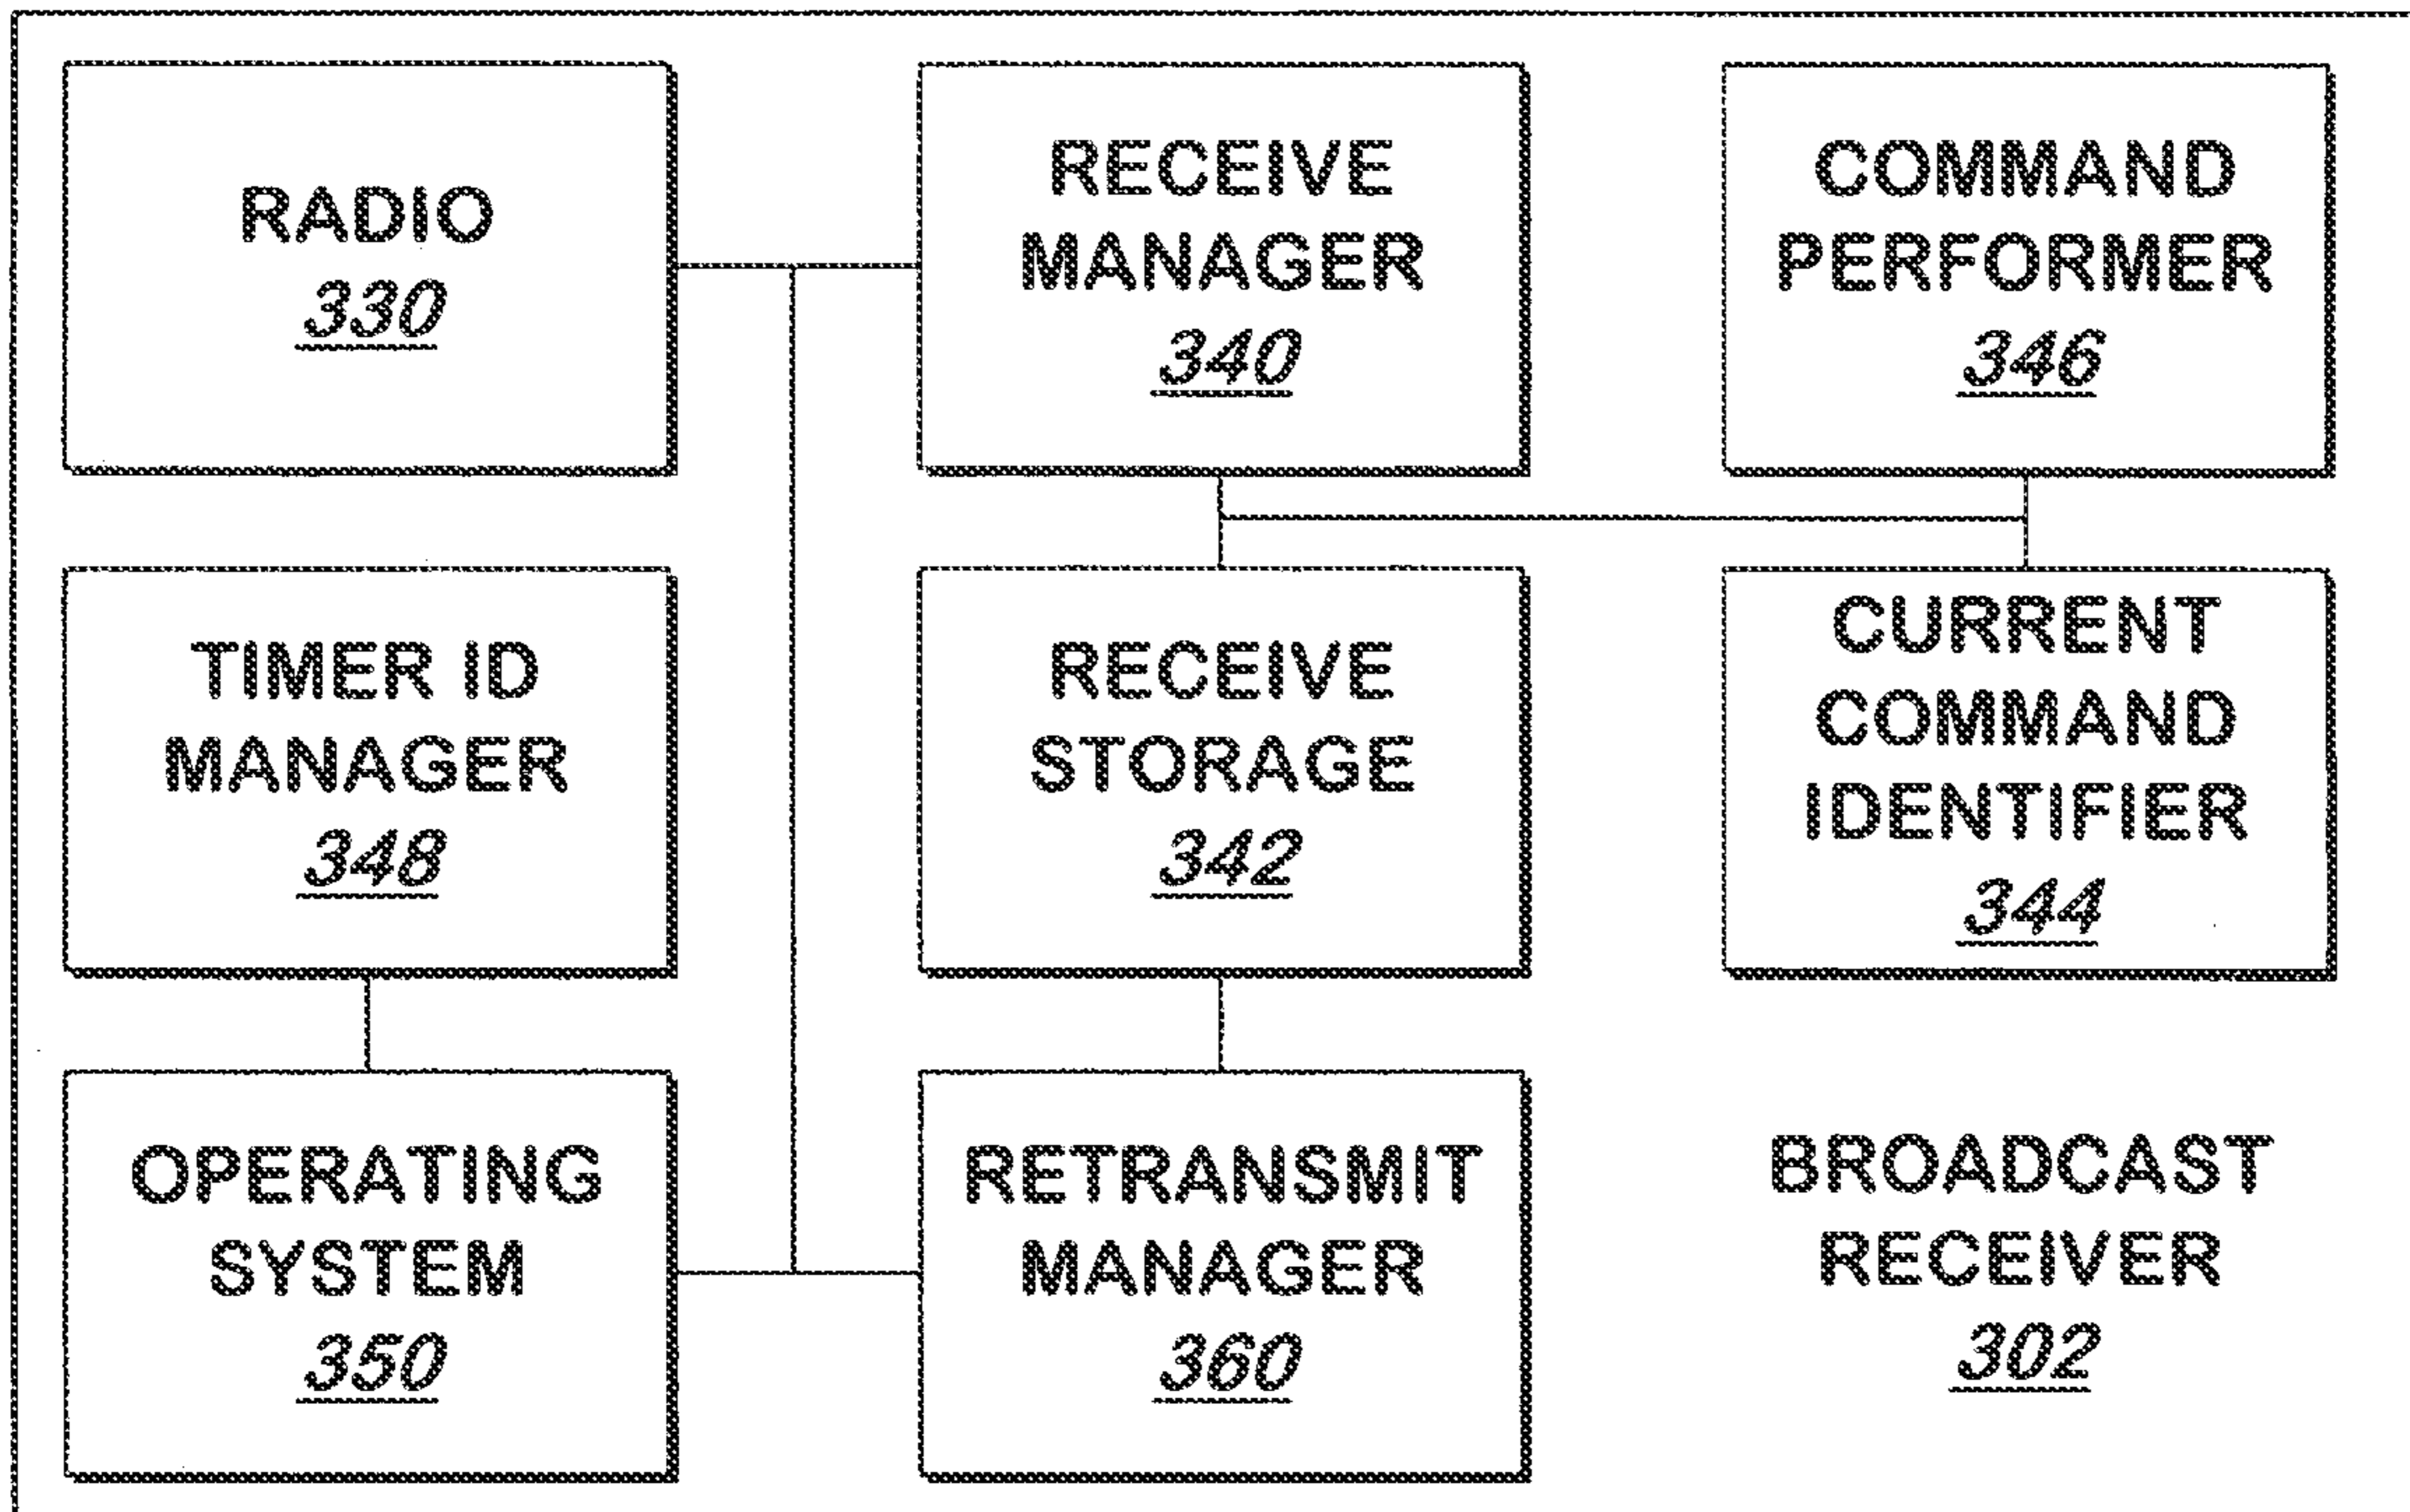 RADIO
330
RECEIVE
MANAGER
340
COMMAND
PERFORMER
346
TIMER ID
MANAGER
348
RECEIVE
STORAGE
342
CURRENT
COMMAND
IDENTIFIER
344
OPERATING
SYSTEM
350
RETRANSMIT
MANAGER
360
BROADCAST
RECEIVER
302